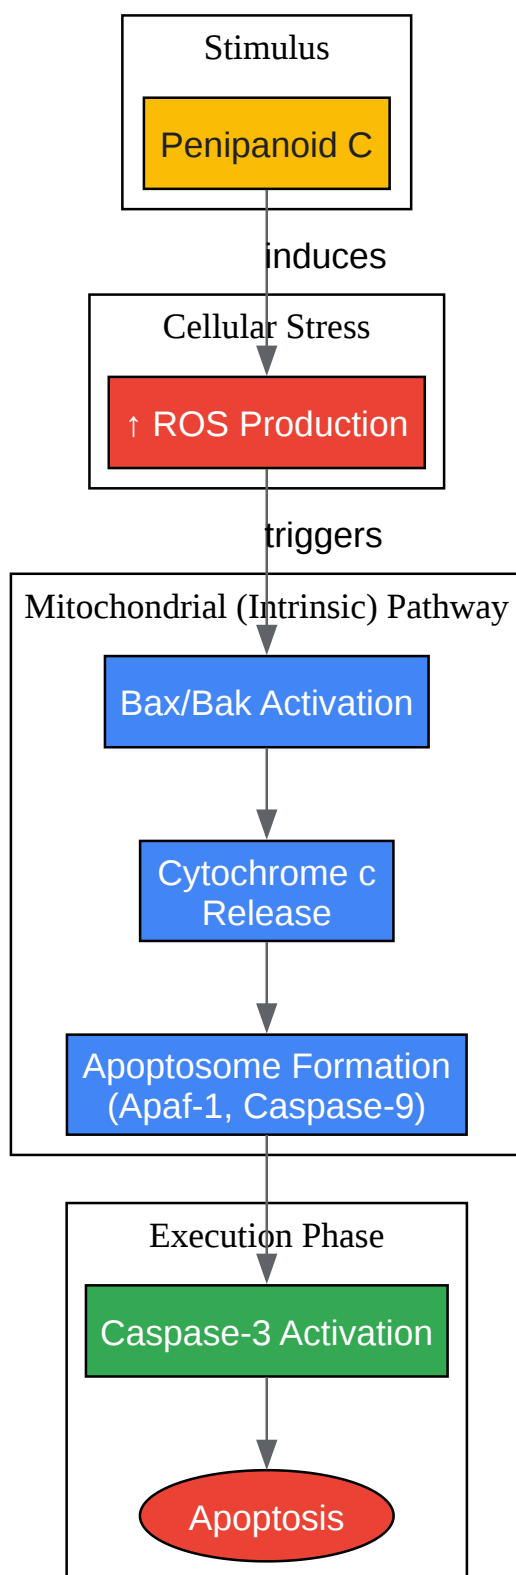 Stimulus
Penipanoid C
induces
Cellular Stress
↑ ROS Production
triggers
Mitochondrial (Intrinsic) Pathway
Bax/Bak Activation
Cytochrome c
Release
Apoptosome Formation
(Apaf-1, Caspase-9)
Execution Phase
Caspase-3 Activation
Apoptosis